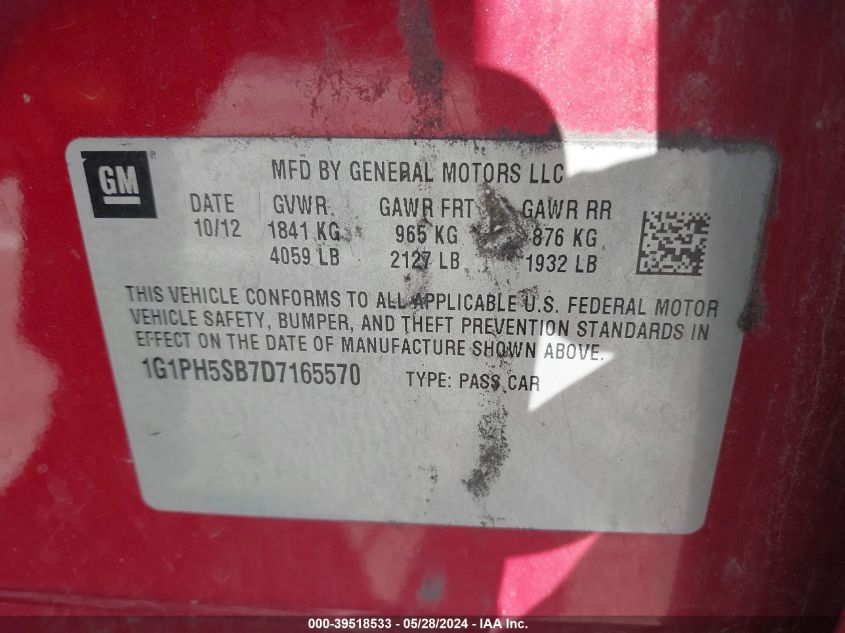 GM®
MFD BY GENERAL MOTORS LLC
DATE GVWR GAWR FRT GAWR RR
10/12 1841 KG 965 KG 876 KG
4059 LB 2127 LB 1932 LB
THIS VEHICLE CONFORMS TO ALL APPLICABLE U.S. FEDERAL MOTOR
VEHICLE SAFETY, BUMPER, AND THEFT PREVENTION STANDARDS IN
EFFECT ON THE DATE OF MANUFACTURE SHOWN ABOVE.
1G1PH5SB7D7165570 TYPE: PASS CAR
000-39518533 - 05/28/2024 - IAA Inc.